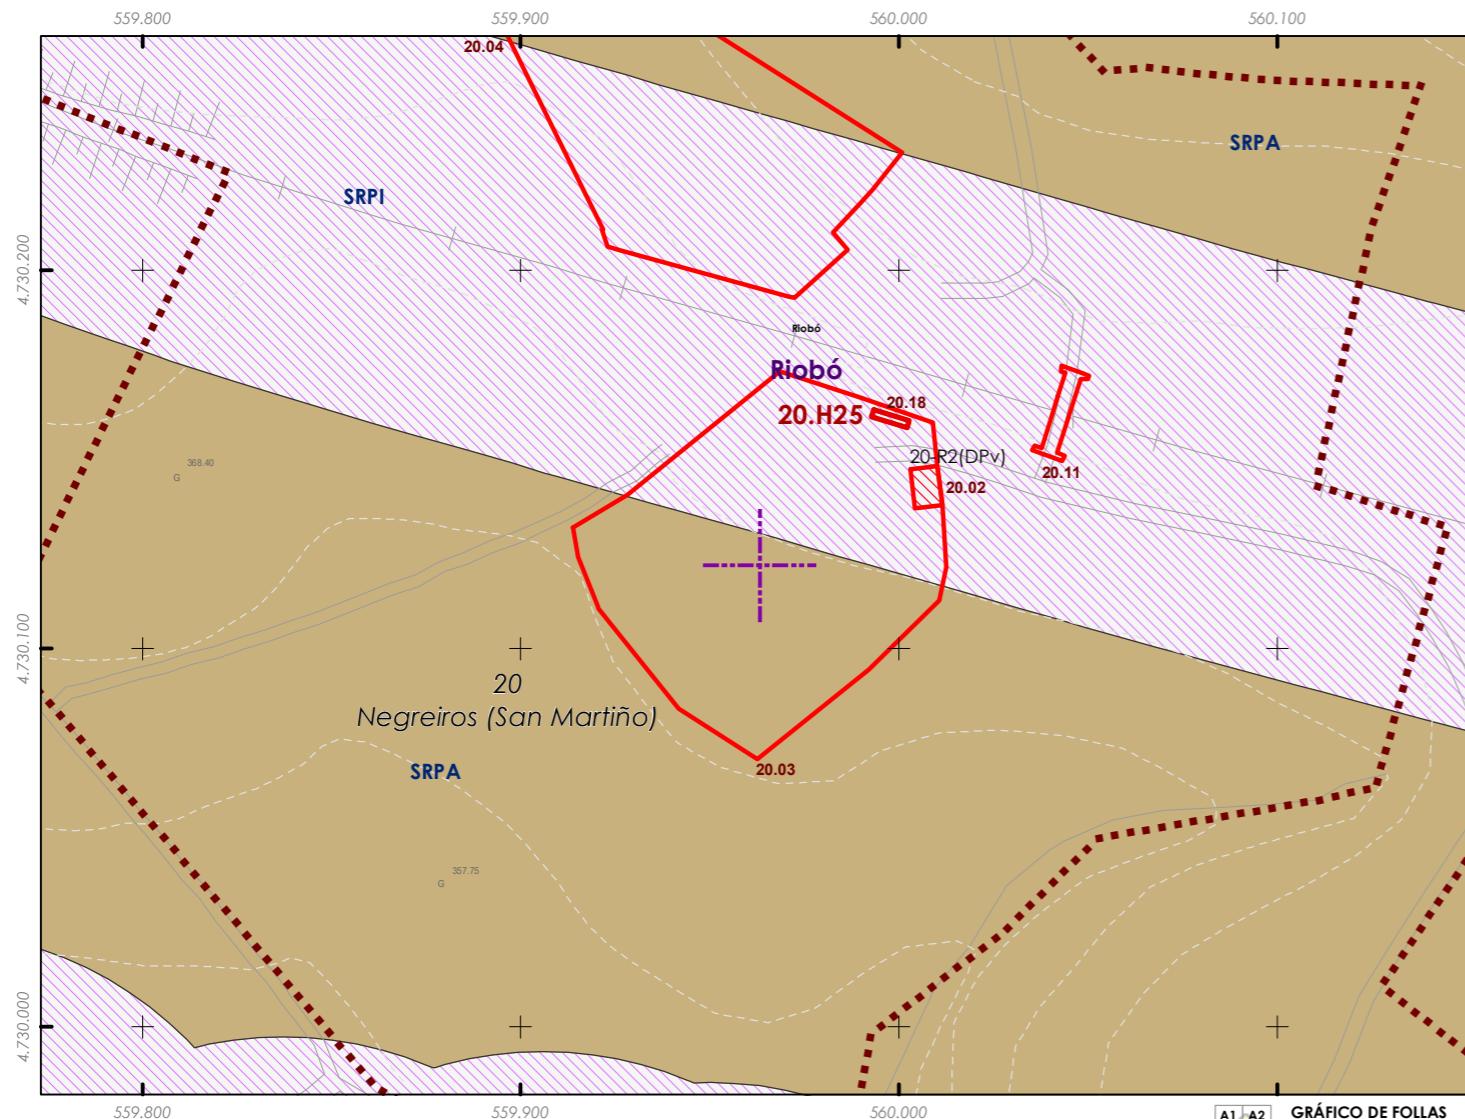 559.800 559.900 560.000 560.100
20.04
SRPA
SRPI
4.730.200
Riobó
Riobó
20.18
20.H25
20-R2(DPv)
368.40
G
20.11
20.02
4.730.100
20
Negreiros (San Martiño)
20.03
SRPA
357.75
G
4.730.000
559.800 559.900 560.000 560.100
A1 A2 GRÁFICO DE FOLLAS